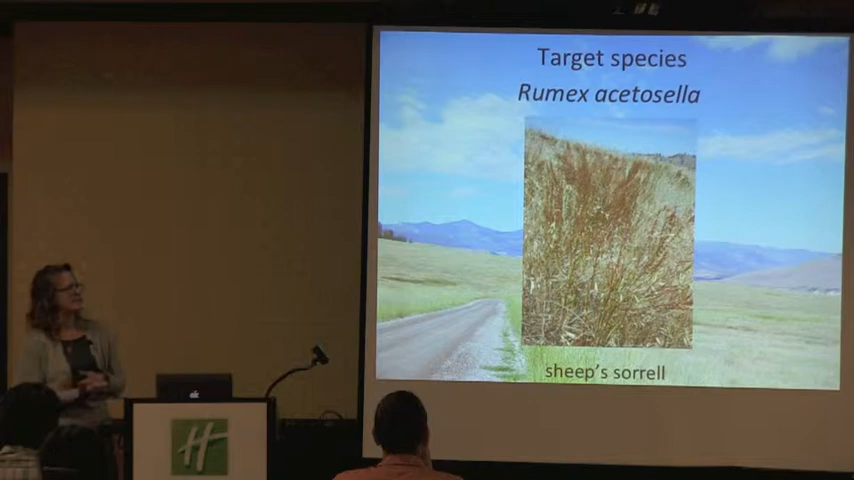 Target species
Rumex acetosella
sheep's sorrell
H